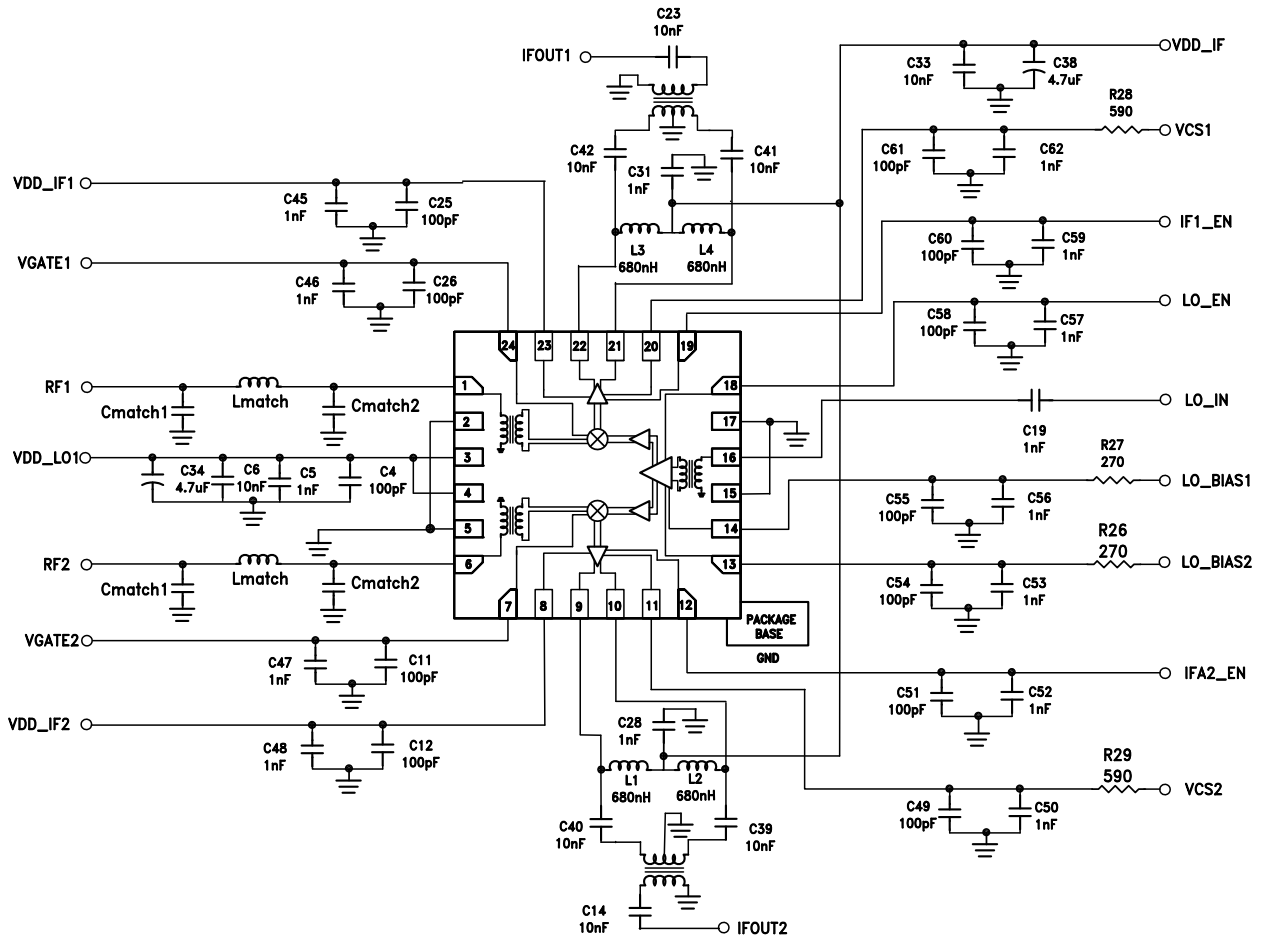 C23
10nF
IFOUT1
VDD_IF
C33
10nF
C38
4.7uF
R28
590
VCS1
C42
10nF
C41
10nF
C31
1nF
C61
100pF
C62
1nF
VDD_IF1
C45
1nF
C25
100pF
IF1_EN
C60
100pF
C59
1nF
L3
680nH
L4
680nH
VGATE1
C46
1nF
C26
100pF
LO_EN
C58
100pF
C57
1nF
24
23
22
21
20
19
RF1
Cmatch1
Lmatch
Cmatch2
1
18
LO_IN
C19
1nF
2
17
VDD_LO1
3
16
C34
4.7uF
C6
10nF
C5
1nF
C4
100pF
R27
270
LO_BIAS1
4
15
C55
100pF
C56
1nF
5
14
R26
270
RF2
Cmatch1
Lmatch
Cmatch2
6
13
LO_BIAS2
C54
100pF
C53
1nF
7
8
9
10
11
12
PACKAGE
BASE
GND
VGATE2
C47
1nF
C11
100pF
IFA2_EN
C51
100pF
C52
1nF
VDD_IF2
C48
1nF
C12
100pF
C28
1nF
L1
680nH
L2
680nH
R29
590
VCS2
C49
100pF
C50
1nF
C40
10nF
C39
10nF
C14
10nF
IFOUT2